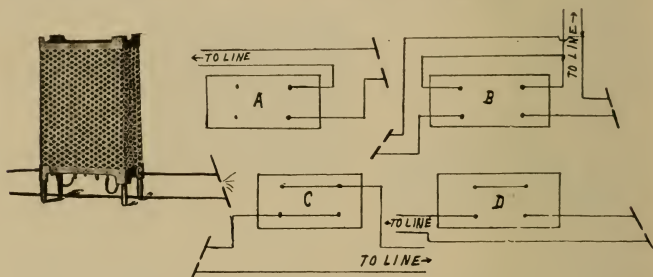 ←TO LINE
A
TO LINE→
B
C
TO LINE→
←TO LINE
D